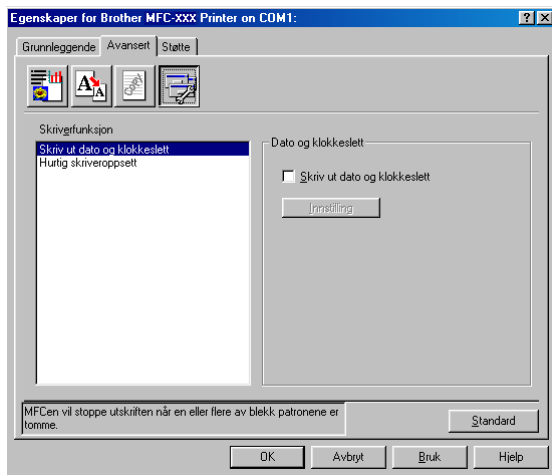 Egenskaper for Brother MFC-XXX Printer on COM1:
Grunnleggende Avansert Støtte
A A Copy
Skriverfunksjon
Skriv ut dato og klokkeslett
Hurtig skriveroppsett
Dato og klokkeslett
Skriv ut dato og klokkeslett
Innstilling
MFCen vil stoppe utskriften når en eller flere av blekk patronene er
tomme.
Standard
OK Avbryt Bruk Hjelp